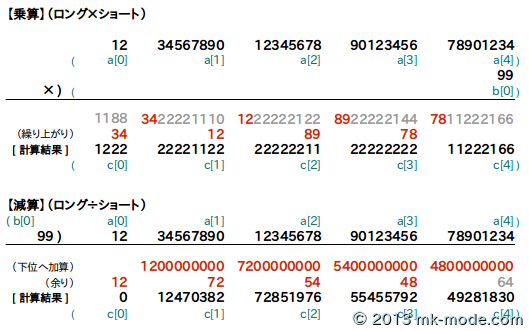 【乗算】(ロング×ショート)
12 34567890 12345678 90123456 78901234
( a[0] a[1] a[2] a[3] a[4] )
99
×) ( b[0] )
1188 3422221110 1222222122 8922222144 7811222166
(繰り上がり) 34 12 89 78
[ 計算結果 ] 1222 22221122 22222211 22222222 11222166
( c[0] c[1] c[2] c[3] c[4] )
【減算】(ロング÷ショート)
( b[0] a[0] a[1] a[2] a[3] a[4] )
99 ) 12 34567890 12345678 90123456 78901234
(下位へ加算) 1200000000 7200000000 5400000000 4800000000
(余り) 12 72 54 48 64
[ 計算結果 ] 0 12470382 72851976 55455792 49281830
( c[0] c[1] c[2] c[3] c[4] )
© 2013 mk-mode.com